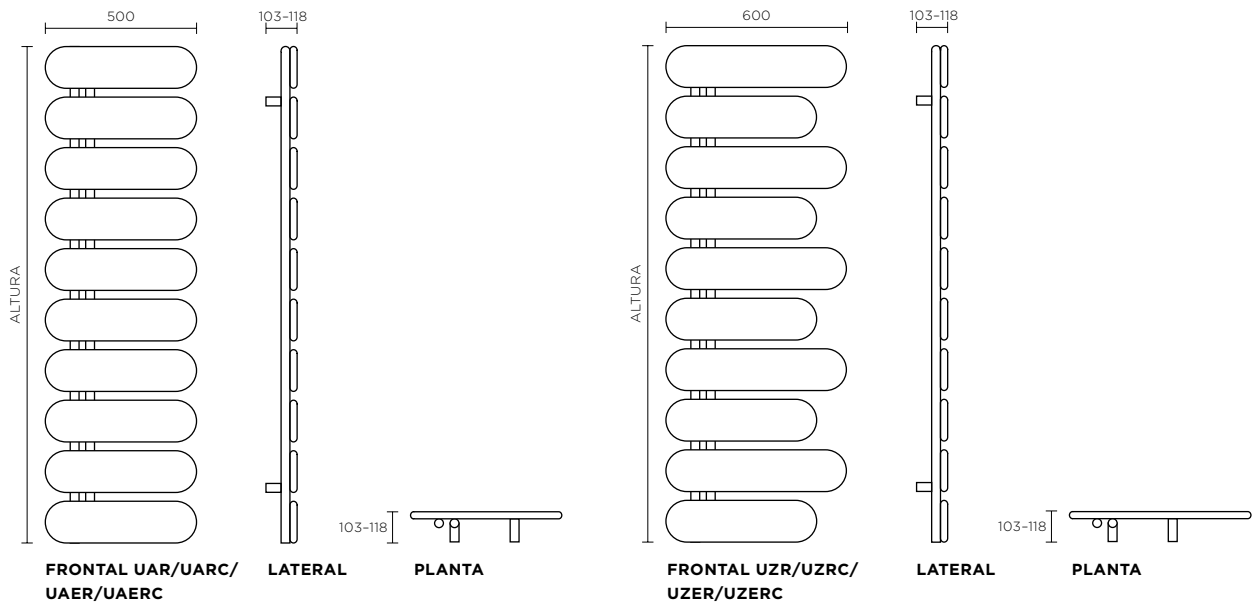 500
103–118
ALTURA
103–118
FRONTAL UAR/UARC/
UAER/UAERC
LATERAL
PLANTA
600
103–118
ALTURA
103–118
FRONTAL UZR/UZRC/
UZER/UZERC
LATERAL
PLANTA